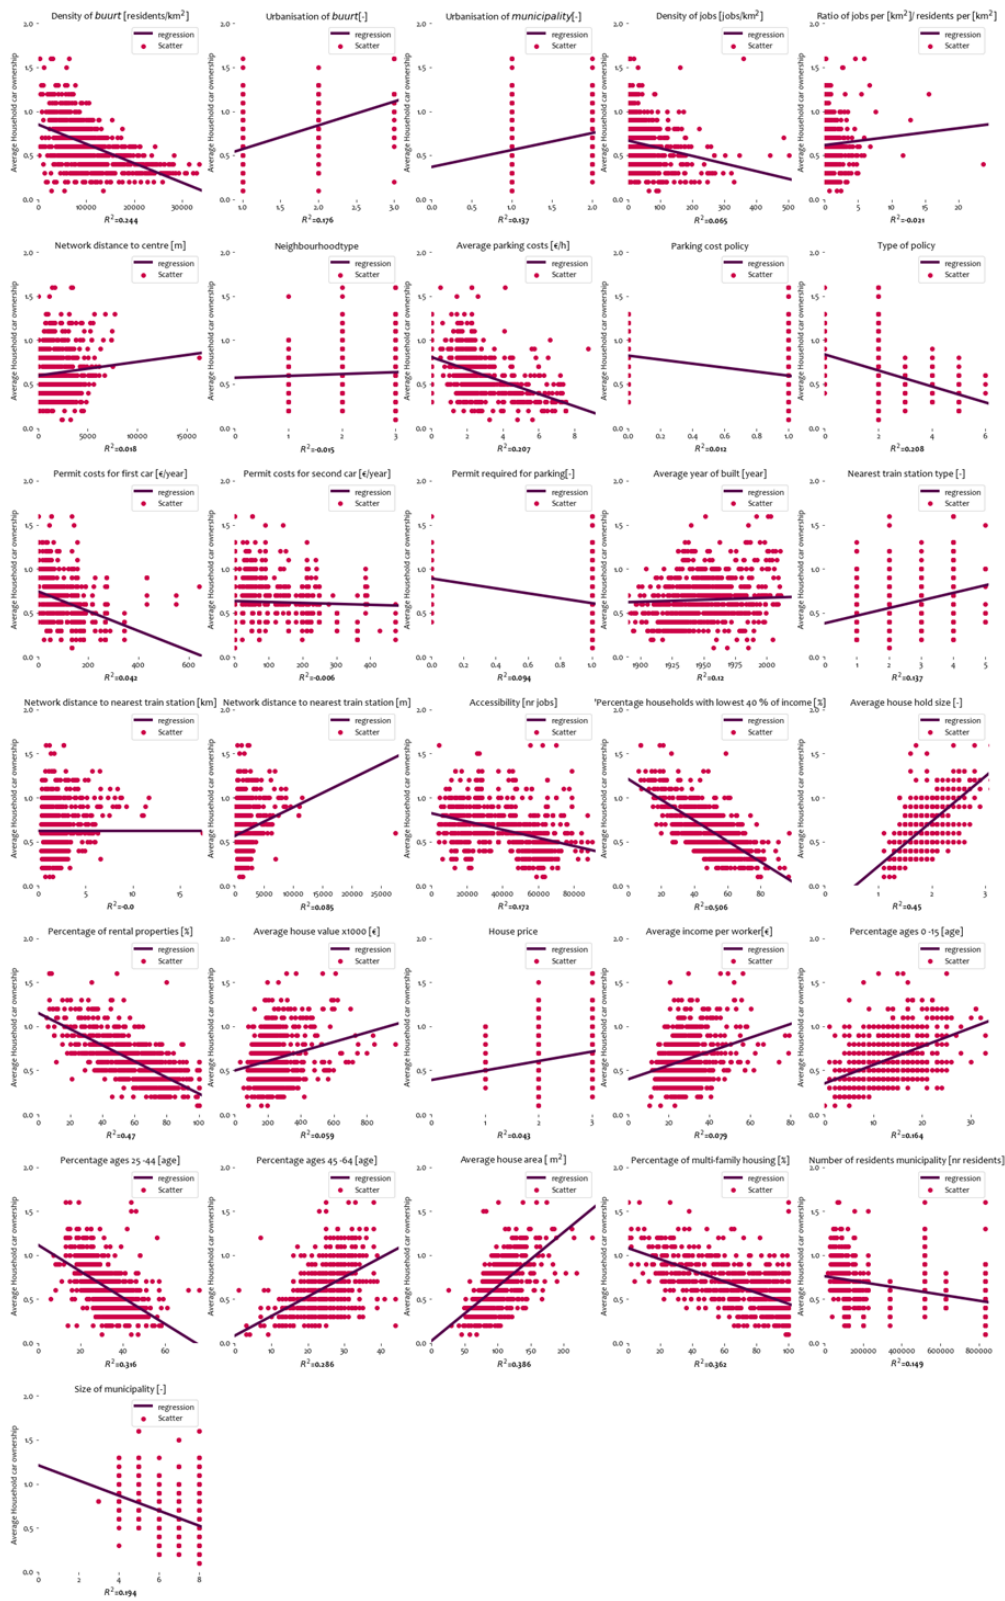 Density of buurt [residents/km²]
Urbanisation of buurt[-]
Urbanisation of municipality[-]
Density of jobs [jobs/km²]
Ratio of jobs per [km²]/ residents per [km²]
regression
Scatter
Average Household car ownership
R²=0.244
R²=0.176
R²=0.137
R²=0.065
R²=-0.021
Network distance to centre [m]
Neighbourhoodtype
Average parking costs [€/h]
Parking cost policy
Type of policy
R²=0.018
R²=-0.015
R²=0.207
R²=0.012
R²=0.208
Permit costs for first car [€/year]
Permit costs for second car [€/year]
Permit required for parking[-]
Average year of built [year]
Nearest train station type [-]
R²=0.042
R²=-0.006
R²=0.094
R²=0.12
R²=0.137
Network distance to nearest train station [km]
Network distance to nearest train station [m]
Accessibility [nr jobs]
'Percentage households with lowest 40 % of income [%]
Average house hold size [-]
R²=-0.0
R²=0.085
R²=0.172
R²=0.506
R²=0.45
Percentage of rental properties [%]
Average house value x1000 [€]
House price
Average income per worker[€]
Percentage ages 0 -15 [age]
R²=0.47
R²=0.059
R²=0.043
R²=0.079
R²=0.164
Percentage ages 25 -44 [age]
Percentage ages 45 -64 [age]
Average house area [ m²]
Percentage of multi-family housing [%]
Number of residents municipality [nr residents]
R²=0.316
R²=0.286
R²=0.386
R²=0.362
R²=0.149
Size of municipality [-]
regression
Scatter
Average Household car ownership
R²=0.194